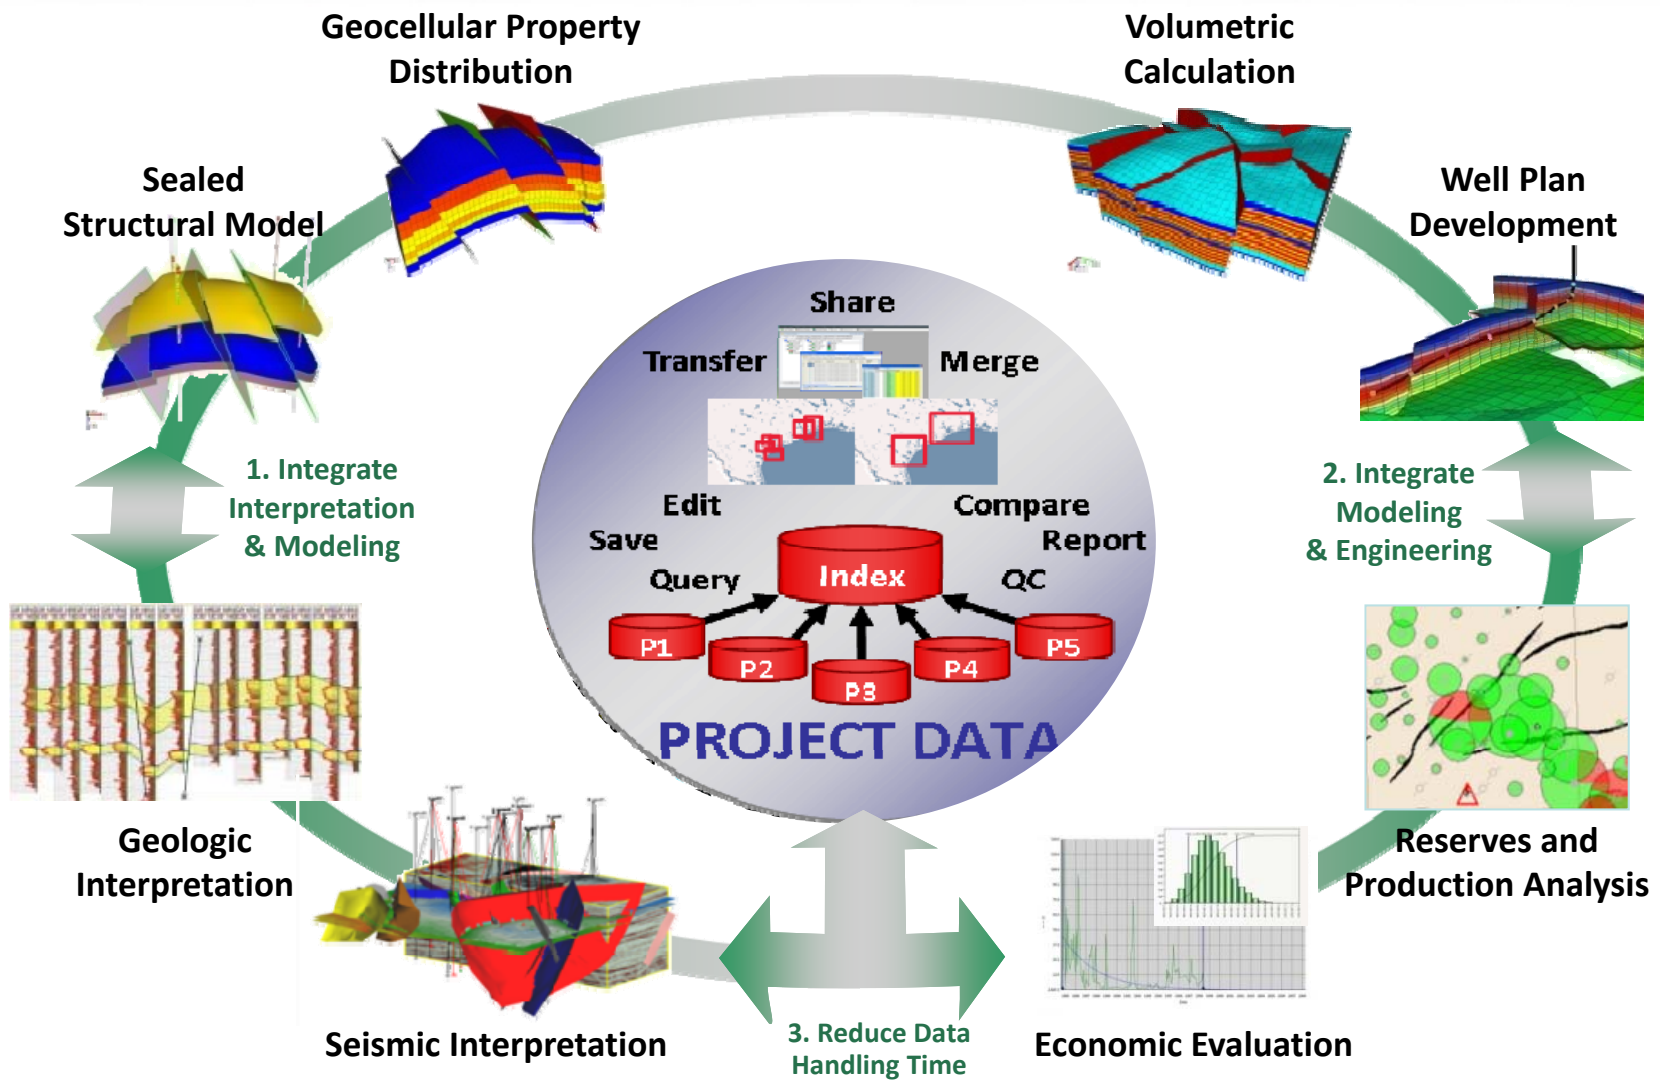 Geocellular Property
Distribution
Volumetric
Calculation
Sealed
Structural Model
Well Plan
Development
Share
Transfer
Merge
1. Integrate
Interpretation
& Modeling
2. Integrate
Modeling
& Engineering
Edit
Compare
Save
Report
Query
Index
QC
P1
P2
P3
P4
P5
PROJECT DATA
Geologic
Interpretation
Reserves and
Production Analysis
Seismic Interpretation
3. Reduce Data
Handling Time
Economic Evaluation